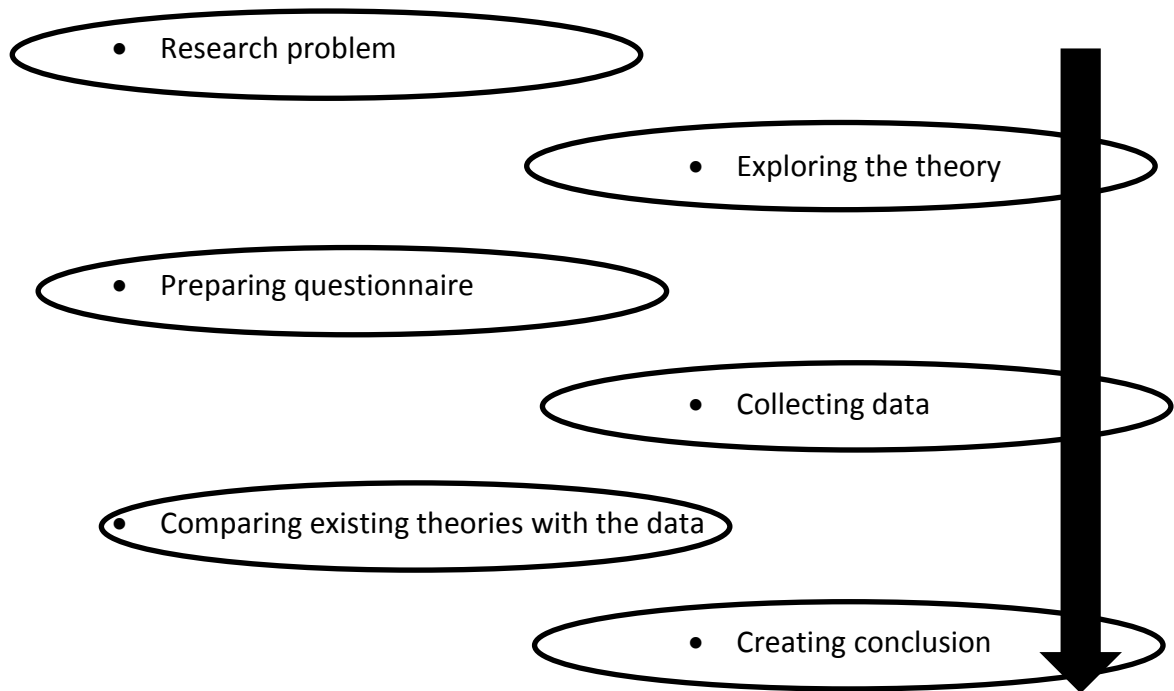 • Research problem
• Exploring the theory
• Preparing questionnaire
• Collecting data
• Comparing existing theories with the data
• Creating conclusion